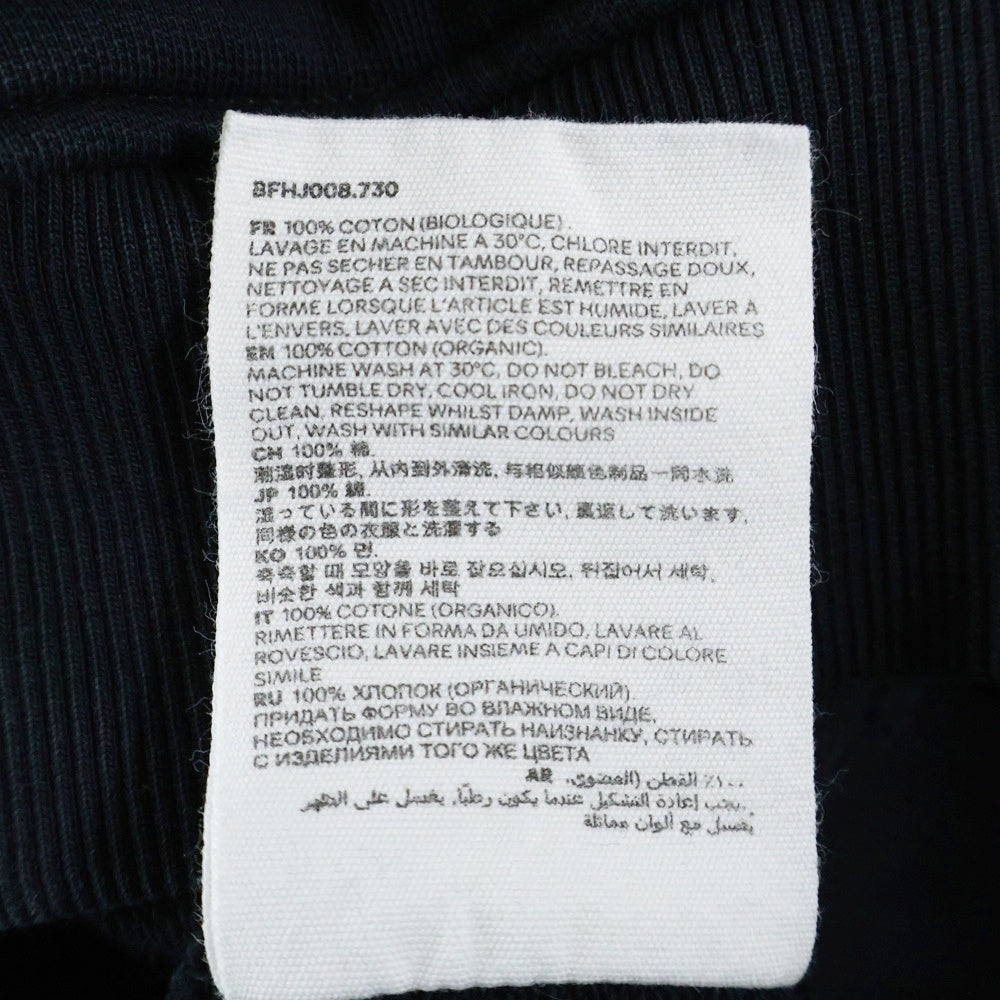 BFHJ008.730
FR 100% COTON (BIOLOGIQUE).
LAVAGE EN MACHINE A 30°C, CHLORE INTERDIT,
NE PAS SECHER EN TAMBOUR, REPASSAGE DOUX,
NETTOYAGE A SEC INTERDIT, REMETTRE EN
FORME LORSQUE L'ARTICLE EST HUMIDE, LAVER A
L'ENVERS, LAVER AVEC DES COULEURS SIMILAIRES
EN 100% COTTON (ORGANIC).
MACHINE WASH AT 30°C, DO NOT BLEACH, DO
NOT TUMBLE DRY, COOL IRON, DO NOT DRY
CLEAN, RESHAPE WHILST DAMP, WASH INSIDE
OUT, WASH WITH SIMILAR COLOURS
CH 100% 棉.
潮湿时整形, 从内到外清洗, 与相似颜色制品一同水洗
JP 100% 綿.
湿っている間に形を整えて下さい, 裏返して洗います,
同様の色の衣服と洗濯する
KO 100% 면.
축축할 때 모양을 바로 잡으십시오, 뒤집어서 세탁,
비슷한 색과 함께 세탁
IT 100% COTONE (ORGANICO).
RIMETTERE IN FORMA DA UMIDO, LAVARE AL
ROVESCIO, LAVARE INSIEME A CAPI DI COLORE
SIMILE
RU 100% ХЛОПОК (ОРГАНИЧЕСКИЙ).
ПРИДАТЬ ФОРМУ ВО ВЛАЖНОМ ВИДЕ,
НЕОБХОДИМО СТИРАТЬ НАИЗНАНКУ, СТИРАТЬ
С ИЗДЕЛИЯМИ ТОГО ЖЕ ЦВЕТА
AR ١٠٠٪ القطن (العضوي).
يجب إعادة التشكيل عندما يكون رطبًا, يغسل على الظهر,
يُغسل مع ألوان مماثلة